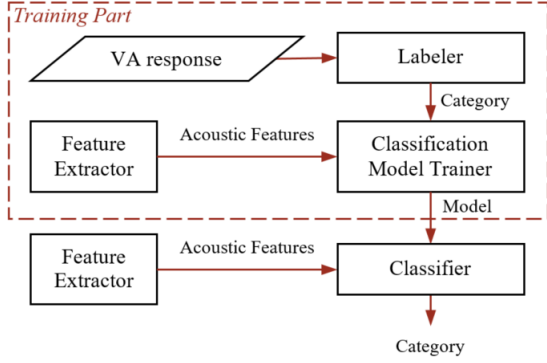 Training Part
VA response
Labeler
Category
Feature
Extractor
Acoustic Features
Classification
Model Trainer
Model
Feature
Extractor
Acoustic Features
Classifier
Category